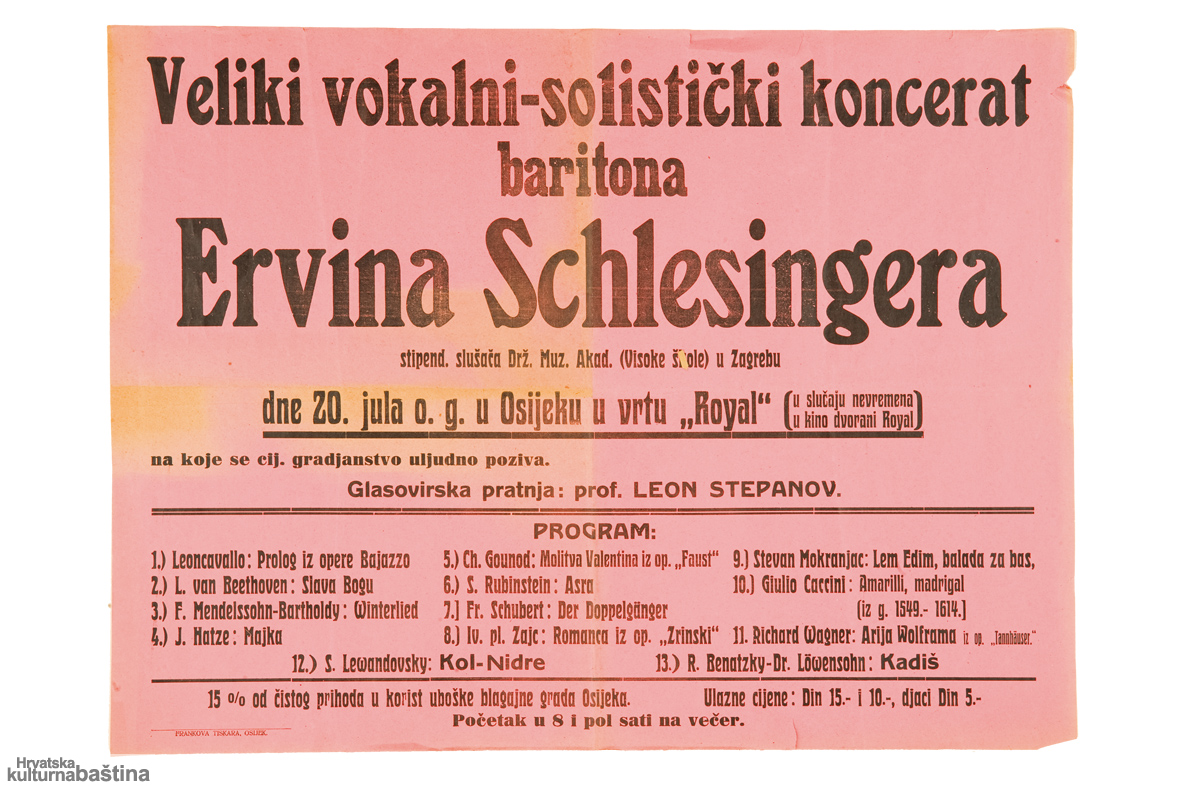 Veliki vokalni-solistički koncerat
baritona
Ervina Schlesingera
stipend. slušača Drž. Muz. Akad. (Visoke škole) u Zagrebu
dne 20. jula o. g. u Osijeku u vrtu „Royal“ (u slučaju nevremena
u kino dvorani Royal)
na koje se cij. gradjanstvo uljudno poziva.
Glasovirska pratnja: prof. LEON STEPANOV.
PROGRAM:
1.) Leoncavallo: Prolog iz opere Bajazzo
2.) L. van Beethoven: Slava Bogu
3.) F. Mendelssohn-Bartholdy: Winterlied
4.) J. Hatze: Majka
5.) Ch. Gounod: Molitva Valentina iz op. „Faust“
6.) S. Rubinstein: Asra
7.] Fr. Schubert: Der Doppelgänger
8.) Iv. pl. Zajc: Romanca iz op. „Zrinski“
9.) Stevan Mokranjac: Lem Edim, balada za bas,
10.) Giulio Caccini: Amarilli, madrigal
(iz g. 1549.- 1614.]
11. Richard Wagner: Arija Wolframa iz op. „Tannhäuser.“
12.) S. Lewandovsky: Kol-Nidre
13.) R. Benatzky-Dr. Löwensohn: Kadiš
15 % od čistog prihoda u korist uboške blagajne grada Osijeka. Ulazne cijene: Din 15.- i 10.-, djaci Din 5.-
Početak u 8 i pol sati na večer.
FRANKOVA TISKARA, OSIJEK.
Hrvatska
kulturnabaština